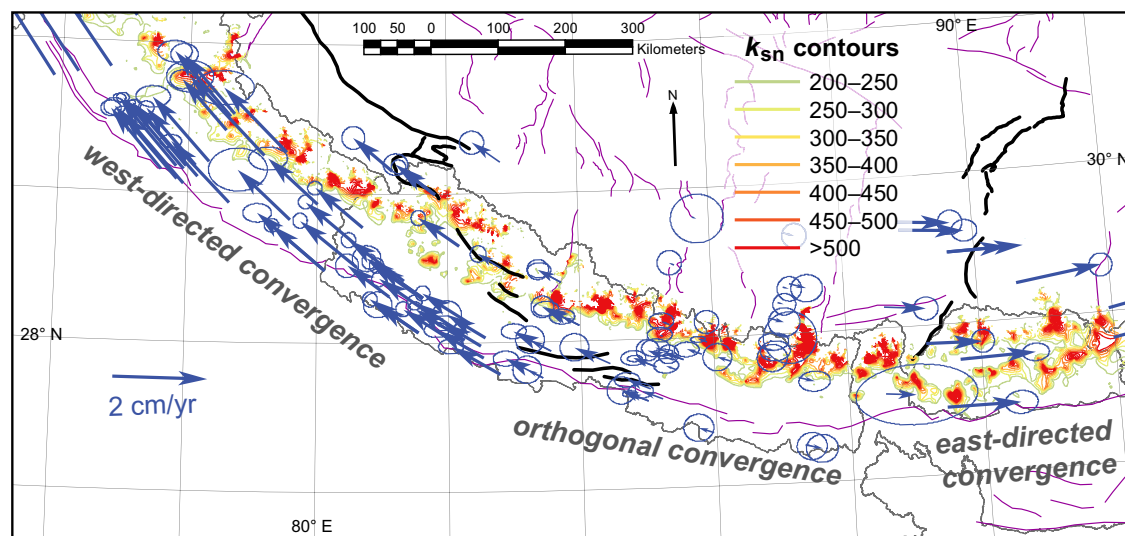 100 50 0 100 200 300
Kilometers
90° E
ksn contours
200–250
250–300
300–350
350–400
400–450
450–500
>500
N
30° N
west-directed convergence
28° N
2 cm/yr
orthogonal convergence
east-directed
convergence
80° E